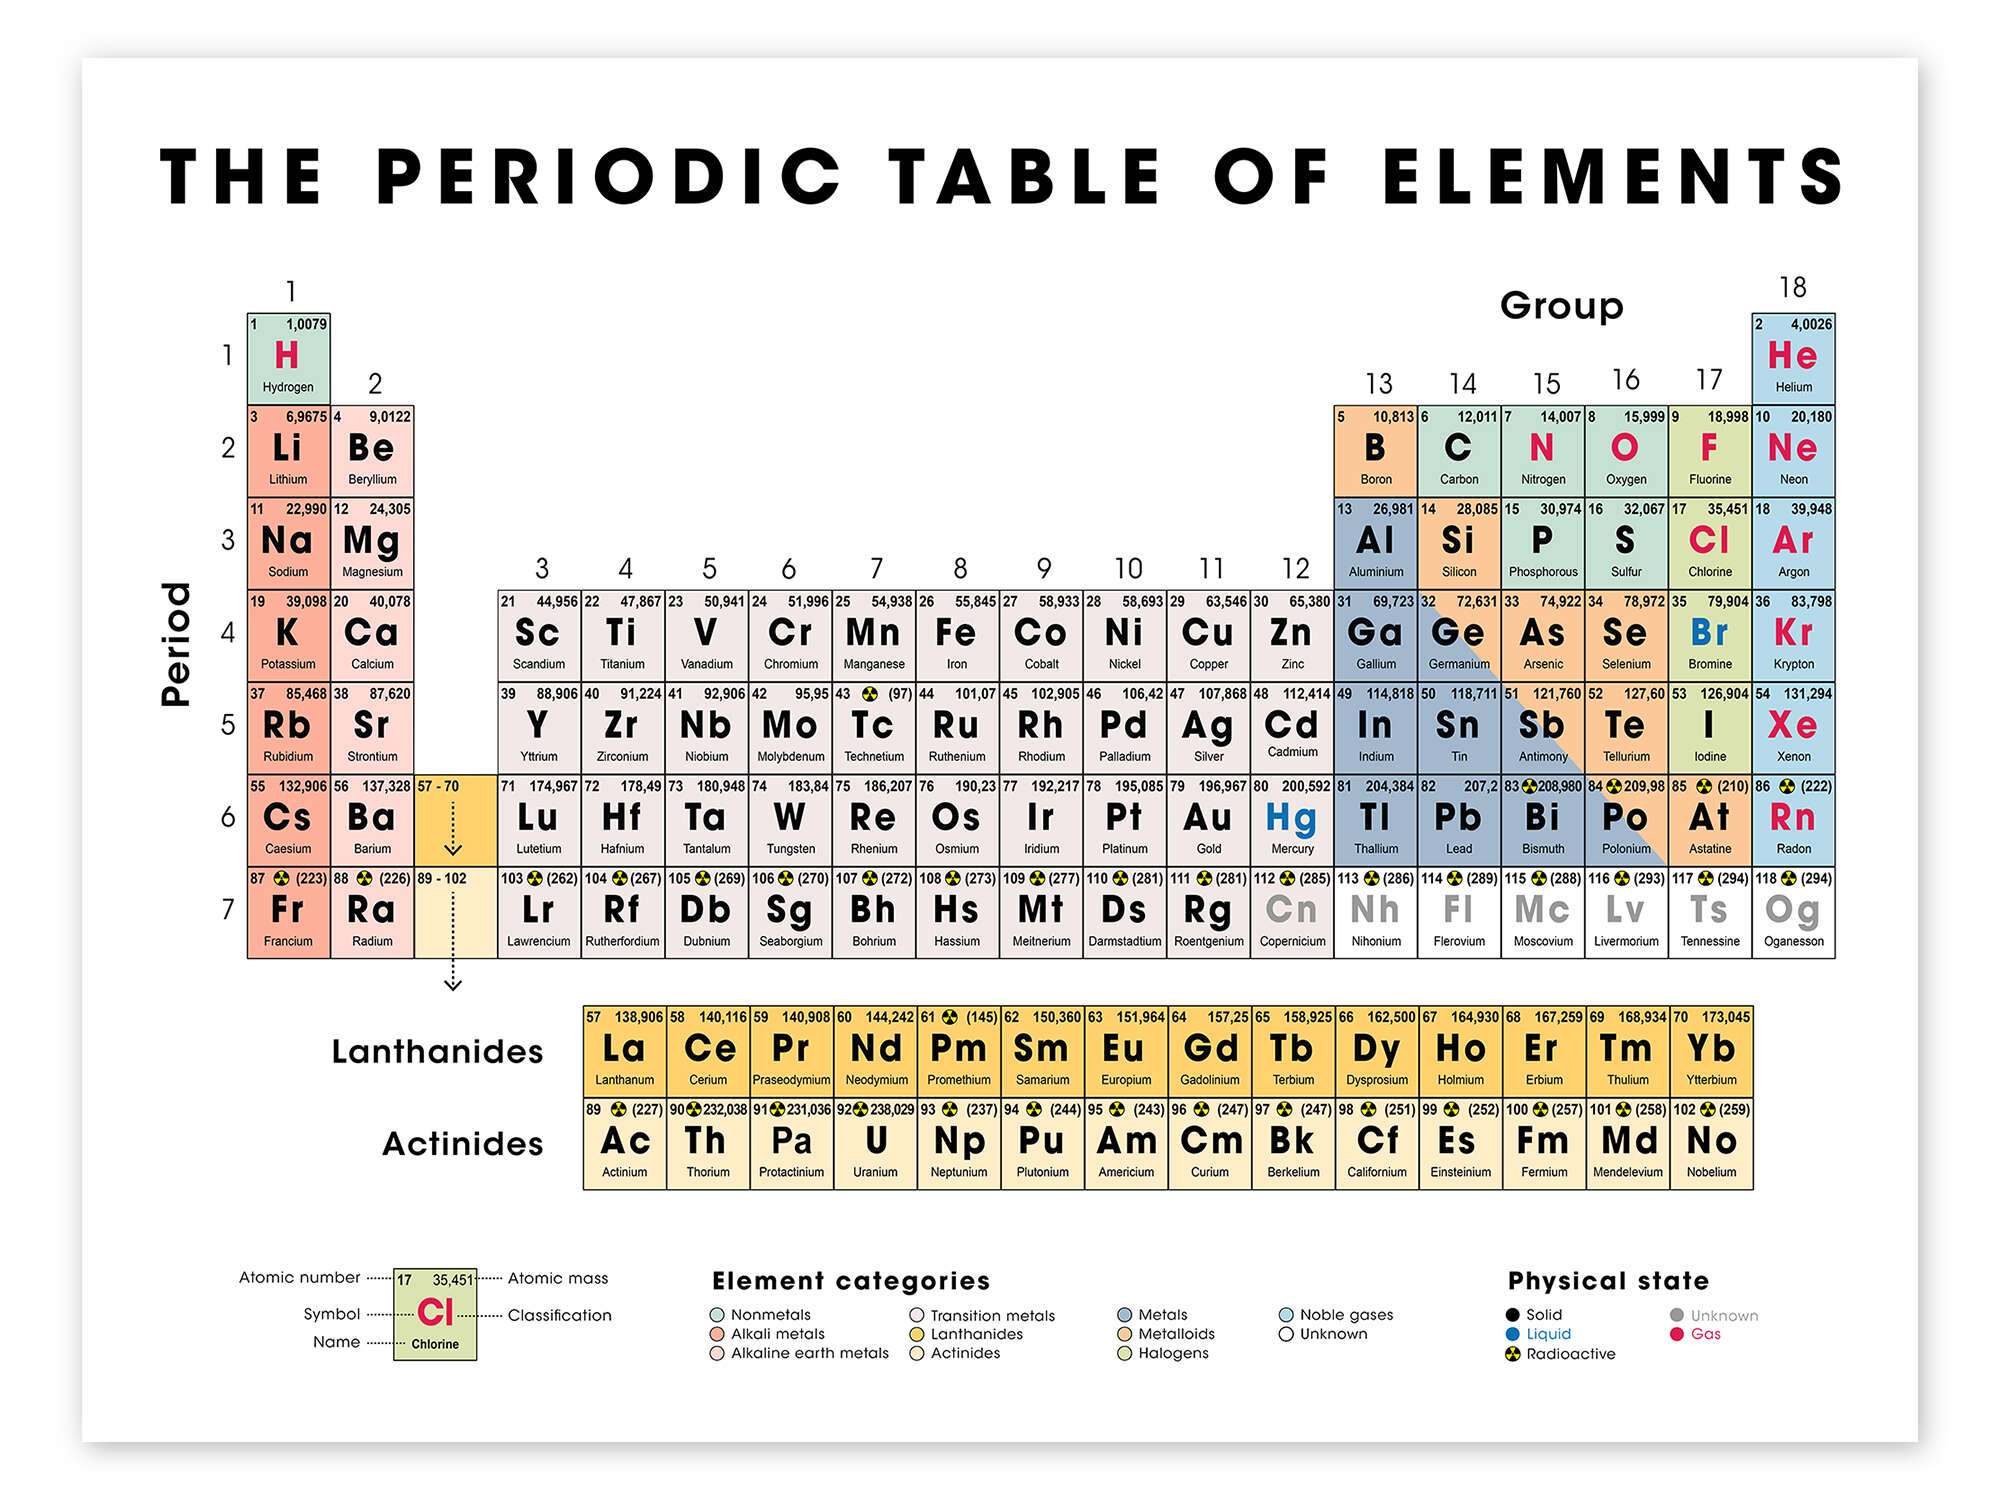 THE PERIODIC TABLE OF ELEMENTS
1
18
Group
1 1,0079 2 4,0026
1 H He
Hydrogen Helium
2 13 14 15 16 17
3 6,9675 4 9,0122 5 10,813 6 12,011 7 14,007 8 15,999 9 18,998 10 20,180
2 Li Be B C N O F Ne
Lithium Beryllium Boron Carbon Nitrogen Oxygen Fluorine Neon
11 22,990 12 24,305 13 26,981 14 28,085 15 30,974 16 32,067 17 35,451 18 39,948
3 Na Mg Al Si P S Cl Ar
Sodium Magnesium Aluminium Silicon Phosphorous Sulfur Chlorine Argon
3 4 5 6 7 8 9 10 11 12
Period
19 39,098 20 40,078 21 44,956 22 47,867 23 50,941 24 51,996 25 54,938 26 55,845 27 58,933 28 58,693 29 63,546 30 65,380 31 69,723 32 72,631 33 74,922 34 78,972 35 79,904 36 83,798
4 K Ca Sc Ti V Cr Mn Fe Co Ni Cu Zn Ga Ge As Se Br Kr
Potassium Calcium Scandium Titanium Vanadium Chromium Manganese Iron Cobalt Nickel Copper Zinc Gallium Germanium Arsenic Selenium Bromine Krypton
37 85,468 38 87,620 39 88,906 40 91,224 41 92,906 42 95,95 43 (97) 44 101,07 45 102,905 46 106,42 47 107,868 48 112,414 49 114,818 50 118,711 51 121,760 52 127,60 53 126,904 54 131,294
5 Rb Sr Y Zr Nb Mo Tc Ru Rh Pd Ag Cd In Sn Sb Te I Xe
Rubidium Strontium Yttrium Zirconium Niobium Molybdenum Technetium Ruthenium Rhodium Palladium Silver Cadmium Indium Tin Antimony Tellurium Iodine Xenon
55 132,906 56 137,328 57 - 70 71 174,967 72 178,49 73 180,948 74 183,84 75 186,207 76 190,23 77 192,217 78 195,085 79 196,967 80 200,592 81 204,384 82 207,2 83 208,980 84 209,98 85 (210) 86 (222)
6 Cs Ba Lu Hf Ta W Re Os Ir Pt Au Hg Tl Pb Bi Po At Rn
Caesium Barium Lutetium Hafnium Tantalum Tungsten Rhenium Osmium Iridium Platinum Gold Mercury Thallium Lead Bismuth Polonium Astatine Radon
87 (223) 88 (226) 89 - 102 103 (262) 104 (267) 105 (269) 106 (270) 107 (272) 108 (273) 109 (277) 110 (281) 111 (281) 112 (285) 113 (286) 114 (289) 115 (288) 116 (293) 117 (294) 118 (294)
7 Fr Ra Lr Rf Db Sg Bh Hs Mt Ds Rg Cn Nh Fl Mc Lv Ts Og
Francium Radium Lawrencium Rutherfordium Dubnium Seaborgium Bohrium Hassium Meitnerium Darmstadtium Roentgenium Copernicium Nihonium Flerovium Moscovium Livermorium Tennessine Oganesson
57 138,906 58 140,116 59 140,908 60 144,242 61 (145) 62 150,360 63 151,964 64 157,25 65 158,925 66 162,500 67 164,930 68 167,259 69 168,934 70 173,045
Lanthanides La Ce Pr Nd Pm Sm Eu Gd Tb Dy Ho Er Tm Yb
Lanthanum Cerium Praseodymium Neodymium Promethium Samarium Europium Gadolinium Terbium Dysprosium Holmium Erbium Thulium Ytterbium
89 (227) 90 232,038 91 231,036 92 238,029 93 (237) 94 (244) 95 (243) 96 (247) 97 (247) 98 (251) 99 (252) 100 (257) 101 (258) 102 (259)
Actinides Ac Th Pa U Np Pu Am Cm Bk Cf Es Fm Md No
Actinium Thorium Protactinium Uranium Neptunium Plutonium Americium Curium Berkelium Californium Einsteinium Fermium Mendelevium Nobelium
Atomic number 17 35,451 Atomic mass
Symbol Cl Classification
Name Chlorine
Element categories
Nonmetals Transition metals Metals Noble gases
Alkali metals Lanthanides Metalloids Unknown
Alkaline earth metals Actinides Halogens
Physical state
Solid Unknown
Liquid Gas
Radioactive